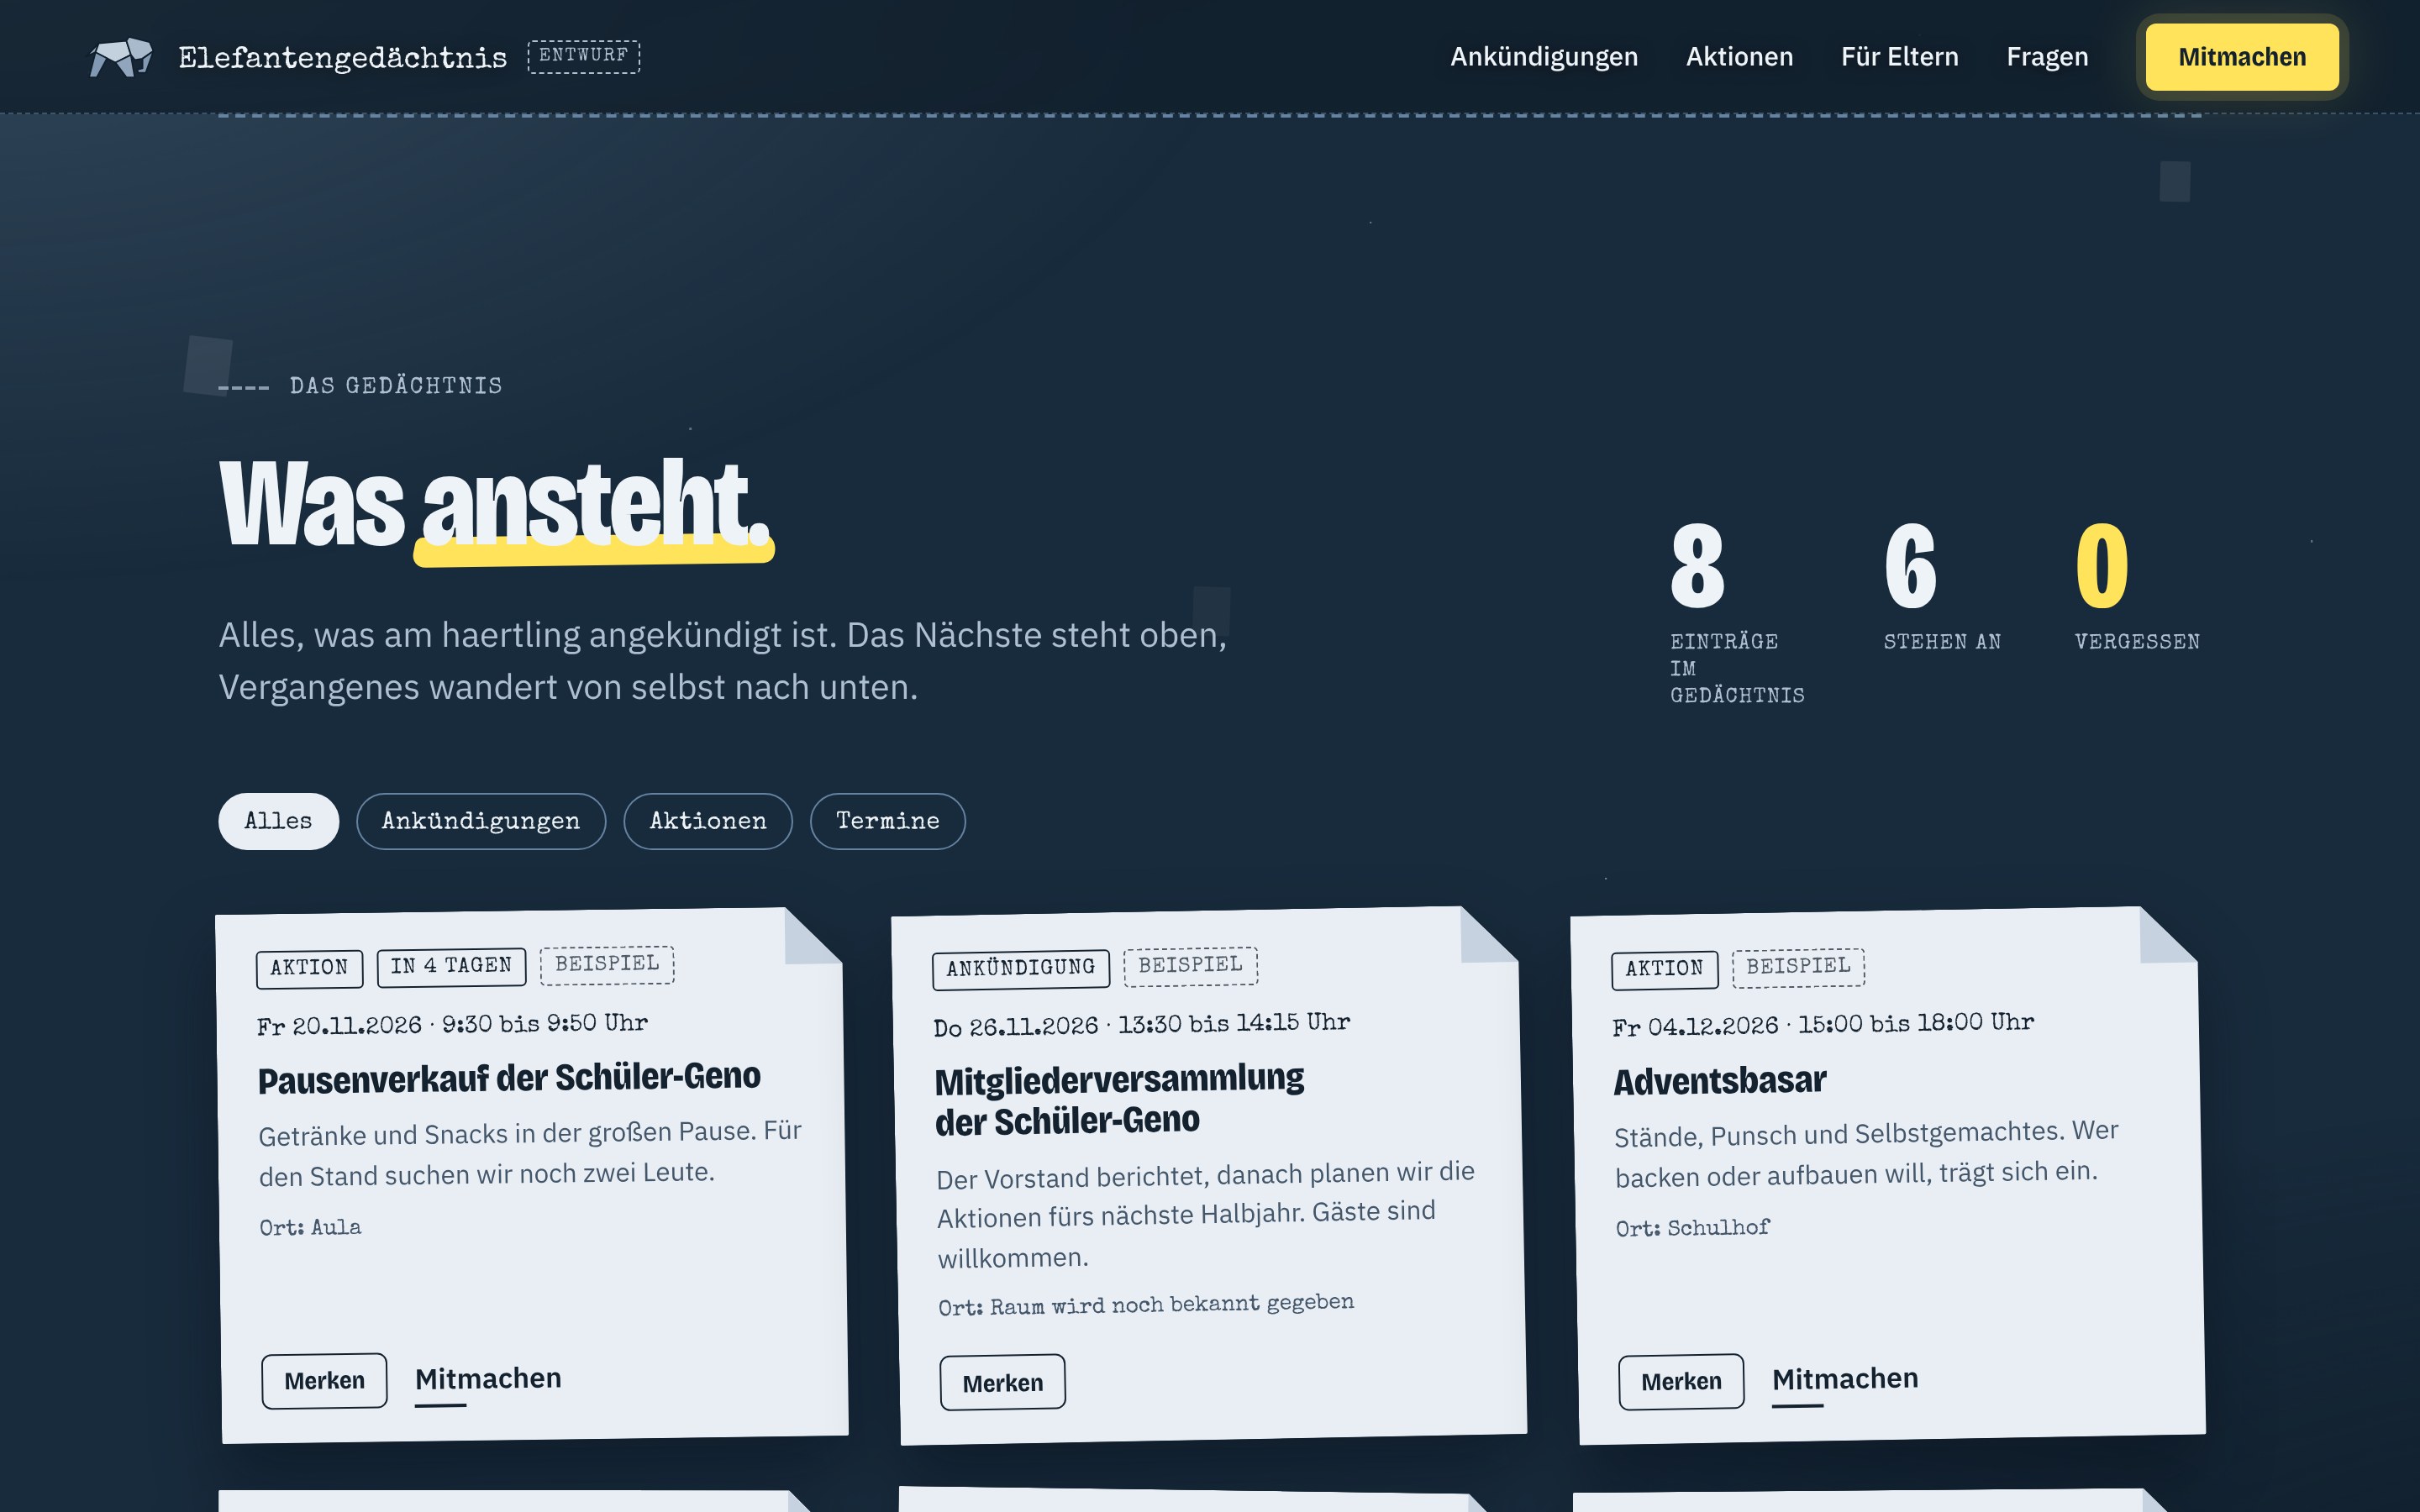 Elefantengedächtnis ENTWURF Ankündigungen Aktionen Für Eltern Fragen Mitmachen
DAS GEDÄCHTNIS
Was ansteht.
Alles, was am haertling angekündigt ist. Das Nächste steht oben,
Vergangenes wandert von selbst nach unten.
8 6 0
EINTRÄGE STEHEN AN VERGESSEN
IM
GEDÄCHTNIS
Alles Ankündigungen Aktionen Termine
AKTION IN 4 TAGEN BEISPIEL
Fr 20.11.2026 · 9:30 bis 9:50 Uhr
Pausenverkauf der Schüler-Geno
Getränke und Snacks in der großen Pause. Für
den Stand suchen wir noch zwei Leute.
Ort: Aula
Merken Mitmachen
ANKÜNDIGUNG BEISPIEL
Do 26.11.2026 · 13:30 bis 14:15 Uhr
Mitgliederversammlung
der Schüler-Geno
Der Vorstand berichtet, danach planen wir die
Aktionen fürs nächste Halbjahr. Gäste sind
willkommen.
Ort: Raum wird noch bekannt gegeben
Merken
AKTION BEISPIEL
Fr 04.12.2026 · 15:00 bis 18:00 Uhr
Adventsbasar
Stände, Punsch und Selbstgemachtes. Wer
backen oder aufbauen will, trägt sich ein.
Ort: Schulhof
Merken Mitmachen